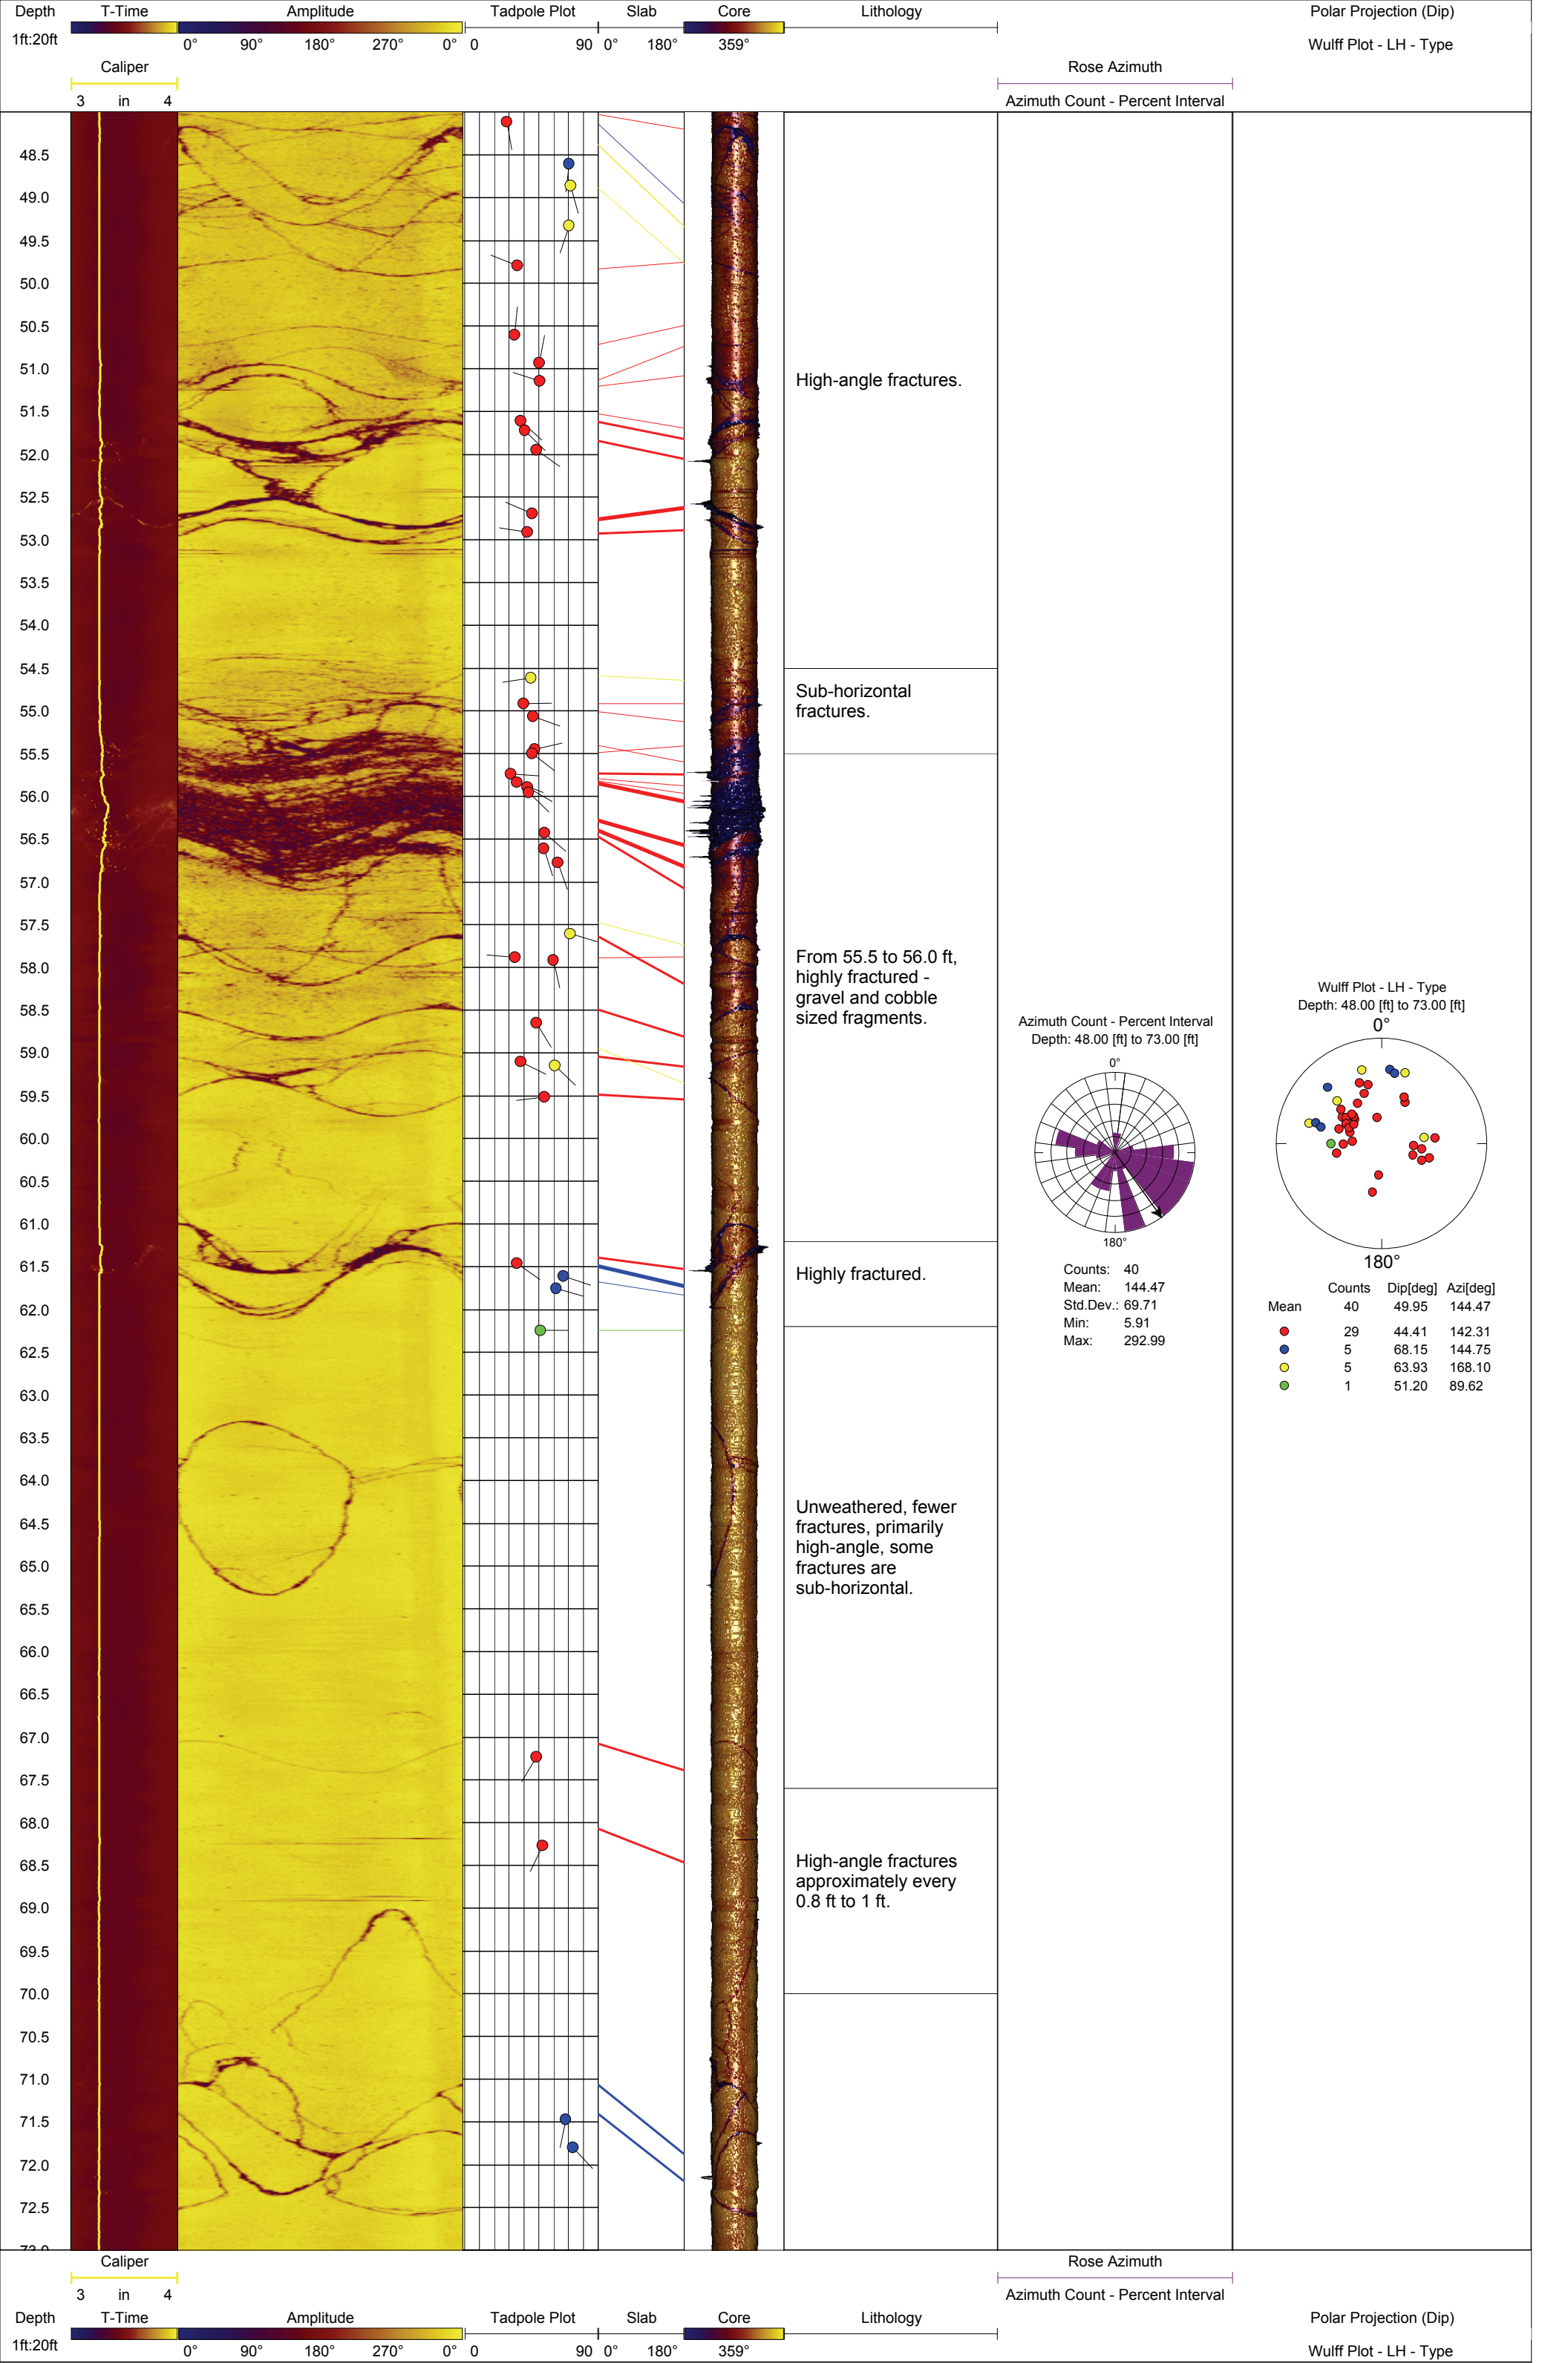 Depth T-Time Amplitude Tadpole Plot Slab Core Lithology Polar Projection (Dip)
1ft:20ft 0° 90° 180° 270° 0° 0 90 0° 180° 359° Wulff Plot - LH - Type
Caliper Rose Azimuth
3 in 4 Azimuth Count - Percent Interval
48.5
49.0
49.5
50.0
50.5
51.0
51.5
52.0
52.5
53.0
53.5
54.0
54.5
55.0
55.5
56.0
56.5
57.0
57.5
58.0
58.5
59.0
59.5
60.0
60.5
61.0
61.5
62.0
62.5
63.0
63.5
64.0
64.5
65.0
65.5
66.0
66.5
67.0
67.5
68.0
68.5
69.0
69.5
70.0
70.5
71.0
71.5
72.0
72.5
73.0
High-angle fractures.
Sub-horizontal
fractures.
From 55.5 to 56.0 ft,
highly fractured -
gravel and cobble
sized fragments.
Highly fractured.
Unweathered, fewer
fractures, primarily
high-angle, some
fractures are
sub-horizontal.
High-angle fractures
approximately every
0.8 ft to 1 ft.
Azimuth Count - Percent Interval
Depth: 48.00 [ft] to 73.00 [ft]
0°
180°
Counts: 40
Mean: 144.47
Std.Dev.: 69.71
Min: 5.91
Max: 292.99
Wulff Plot - LH - Type
Depth: 48.00 [ft] to 73.00 [ft]
0°
180°
Counts Dip[deg] Azi[deg]
Mean 40 49.95 144.47
29 44.41 142.31
5 68.15 144.75
5 63.93 168.10
1 51.20 89.62
Caliper Rose Azimuth
3 in 4 Azimuth Count - Percent Interval
Depth T-Time Amplitude Tadpole Plot Slab Core Lithology Polar Projection (Dip)
1ft:20ft 0° 90° 180° 270° 0° 0 90 0° 180° 359° Wulff Plot - LH - Type